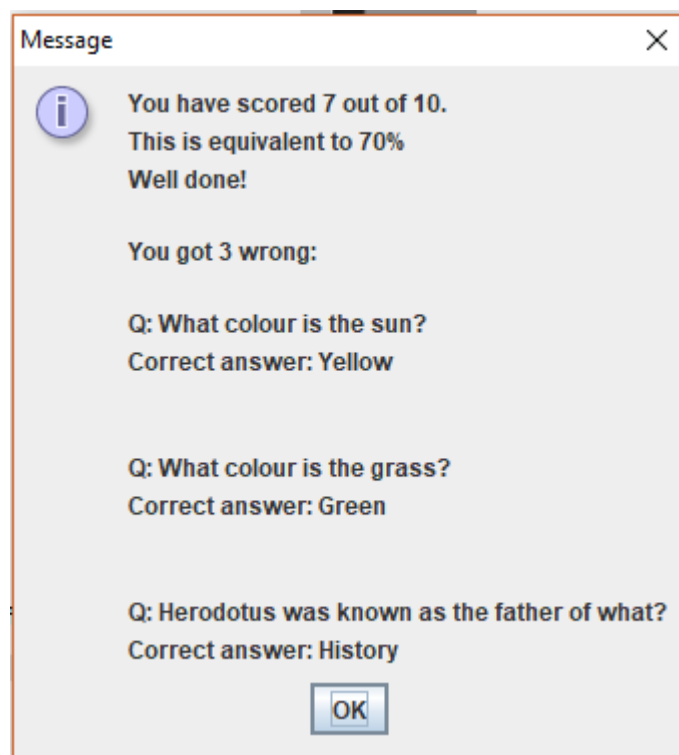 Message
You have scored 7 out of 10.
This is equivalent to 70%
Well done!
You got 3 wrong:
Q: What colour is the sun?
Correct answer: Yellow
Q: What colour is the grass?
Correct answer: Green
Q: Herodotus was known as the father of what?
Correct answer: History
OK